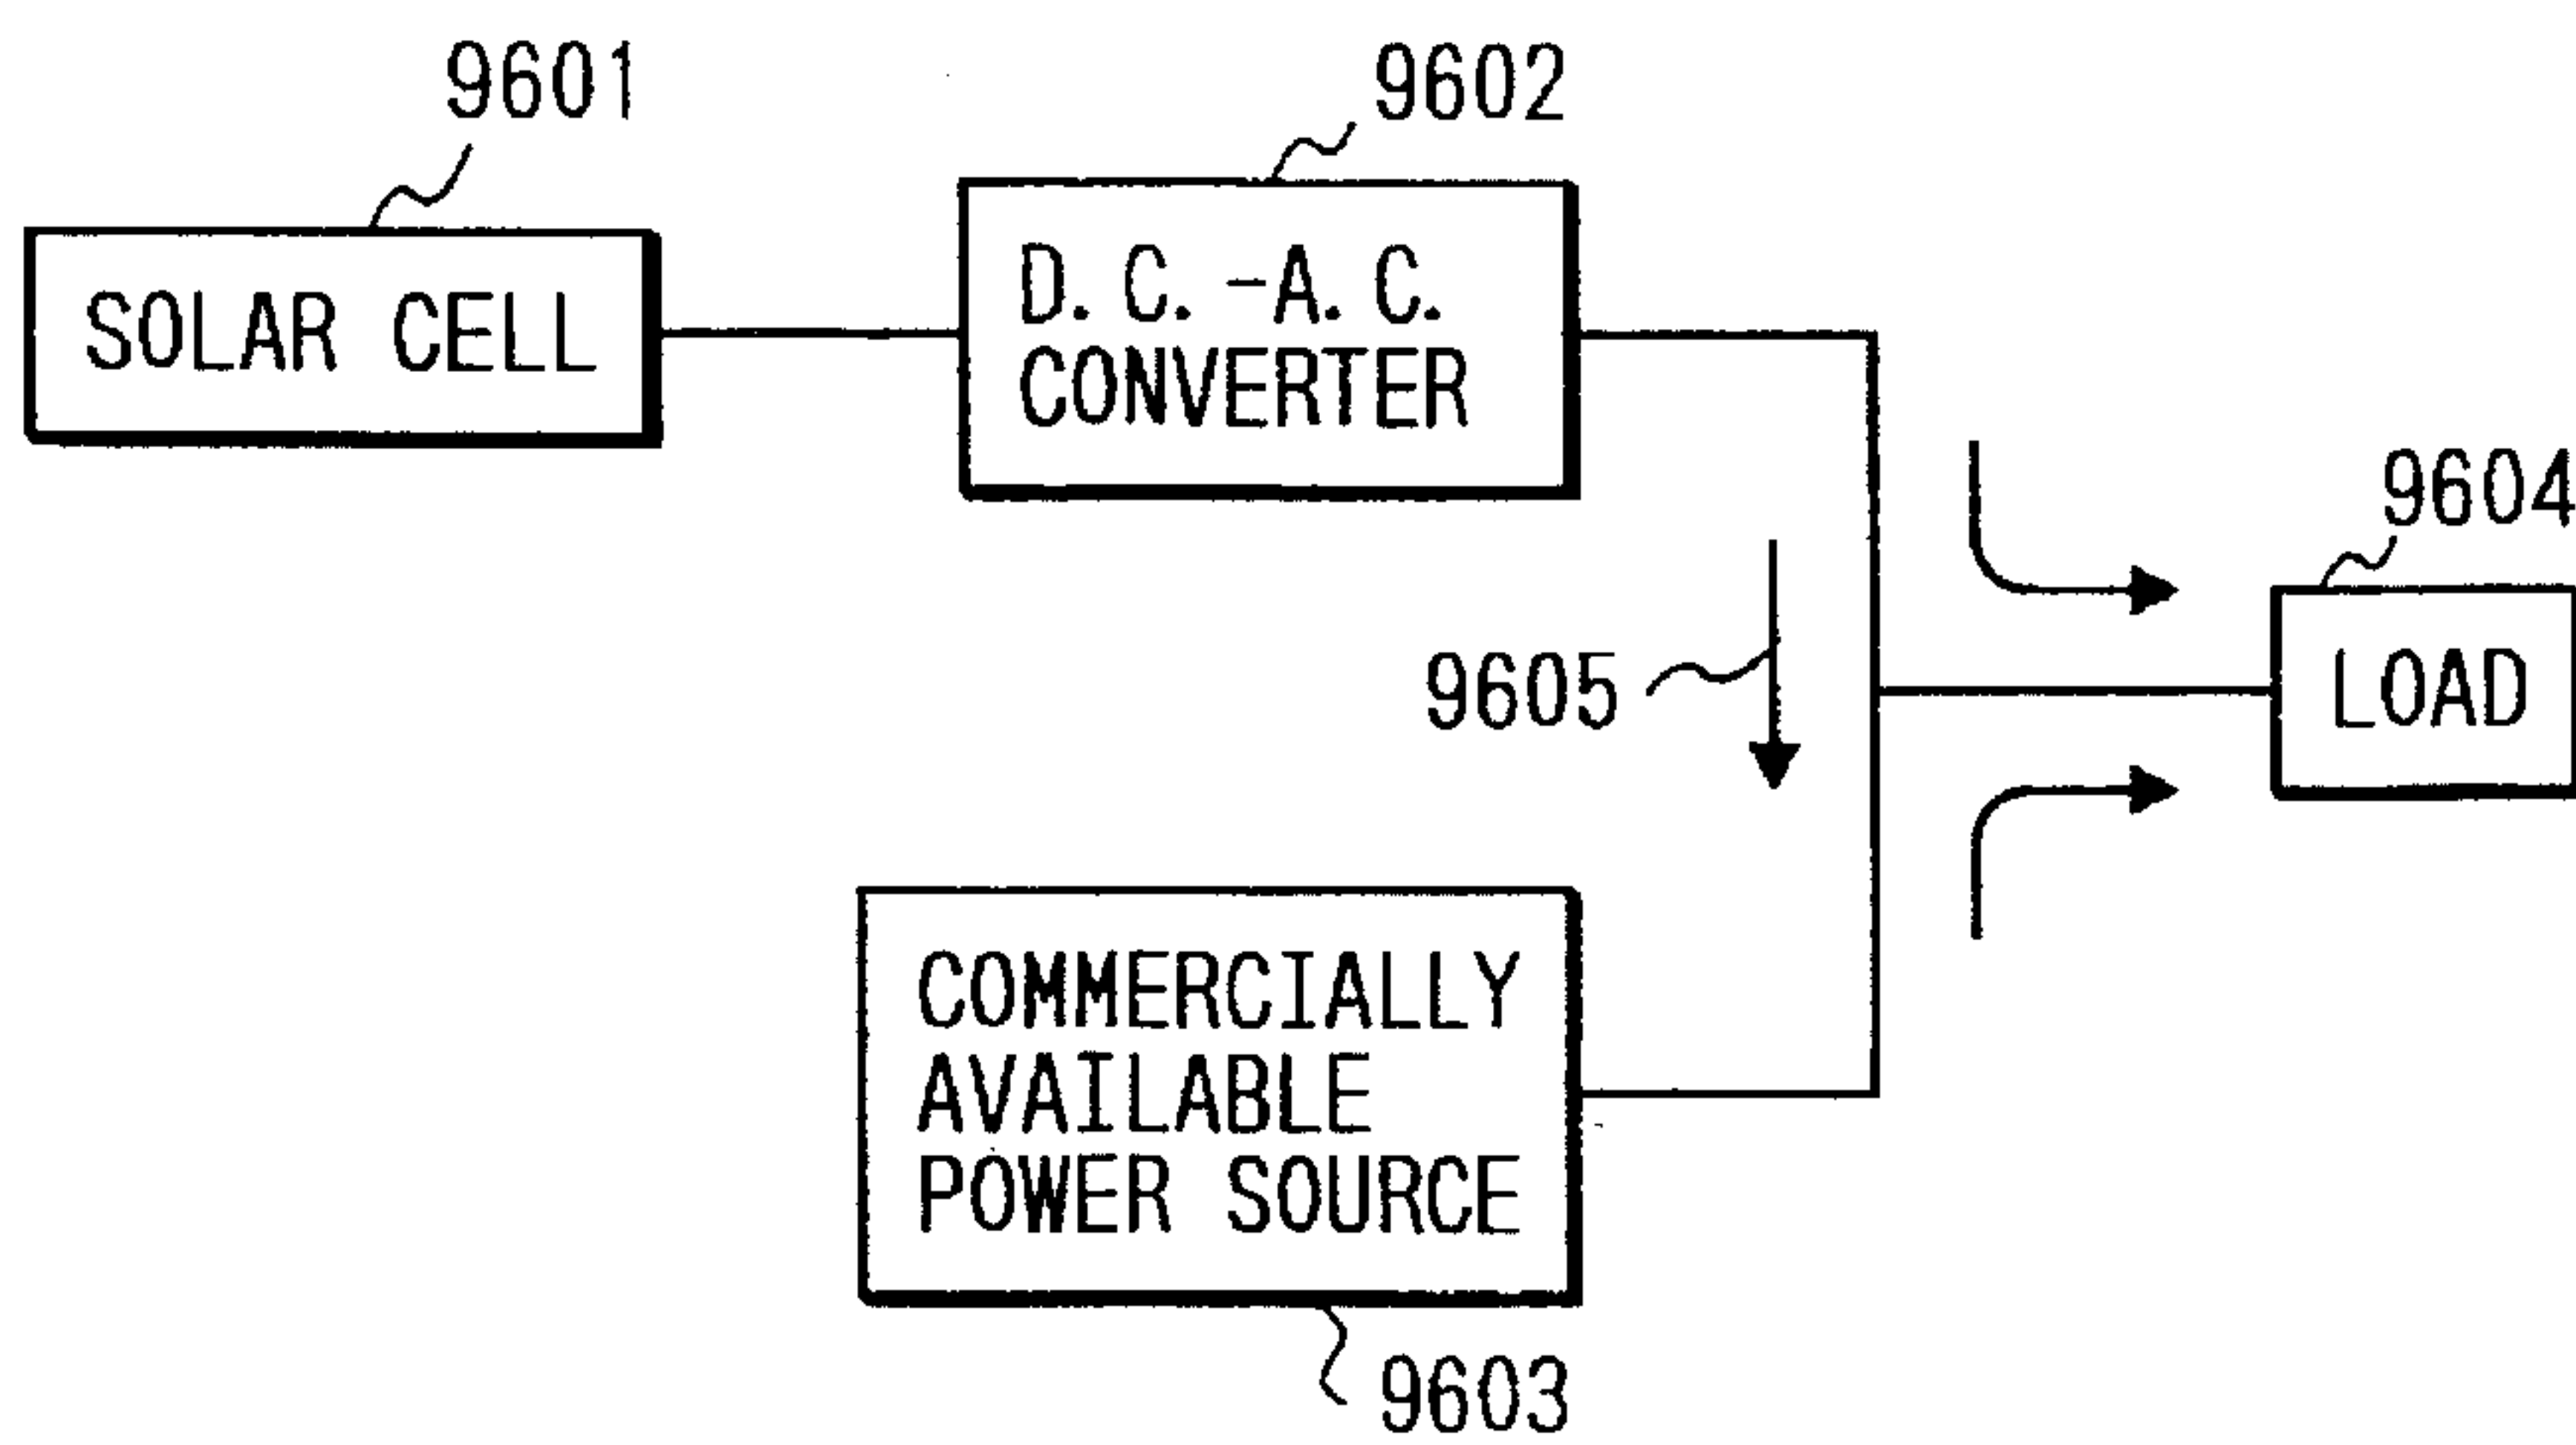 9601
9602
SOLAR CELL
D.C.-A.C.
CONVERTER
9604
9605
LOAD
COMMERCIALLY
AVAILABLE
POWER SOURCE
9603